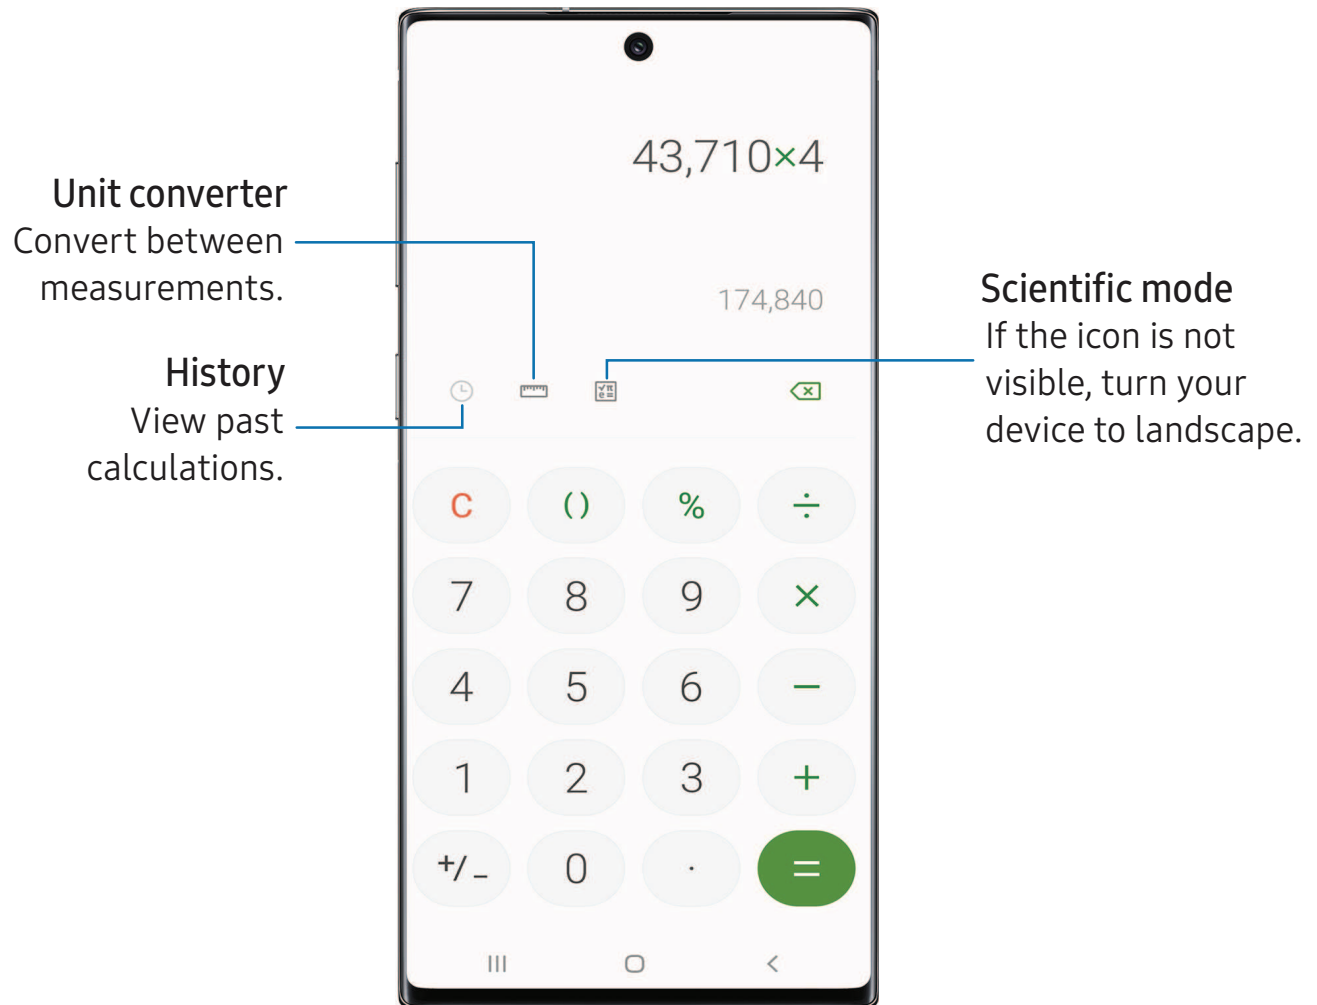 43,710×4
Unit converter
Convert between
measurements.
174,840
Scientific mode
If the icon is not
visible, turn your
device to landscape.
History
View past
calculations.
√π
e=
C
()
%
÷
7
8
9
×
4
5
6
−
1
2
3
+
+/−
0
.
=